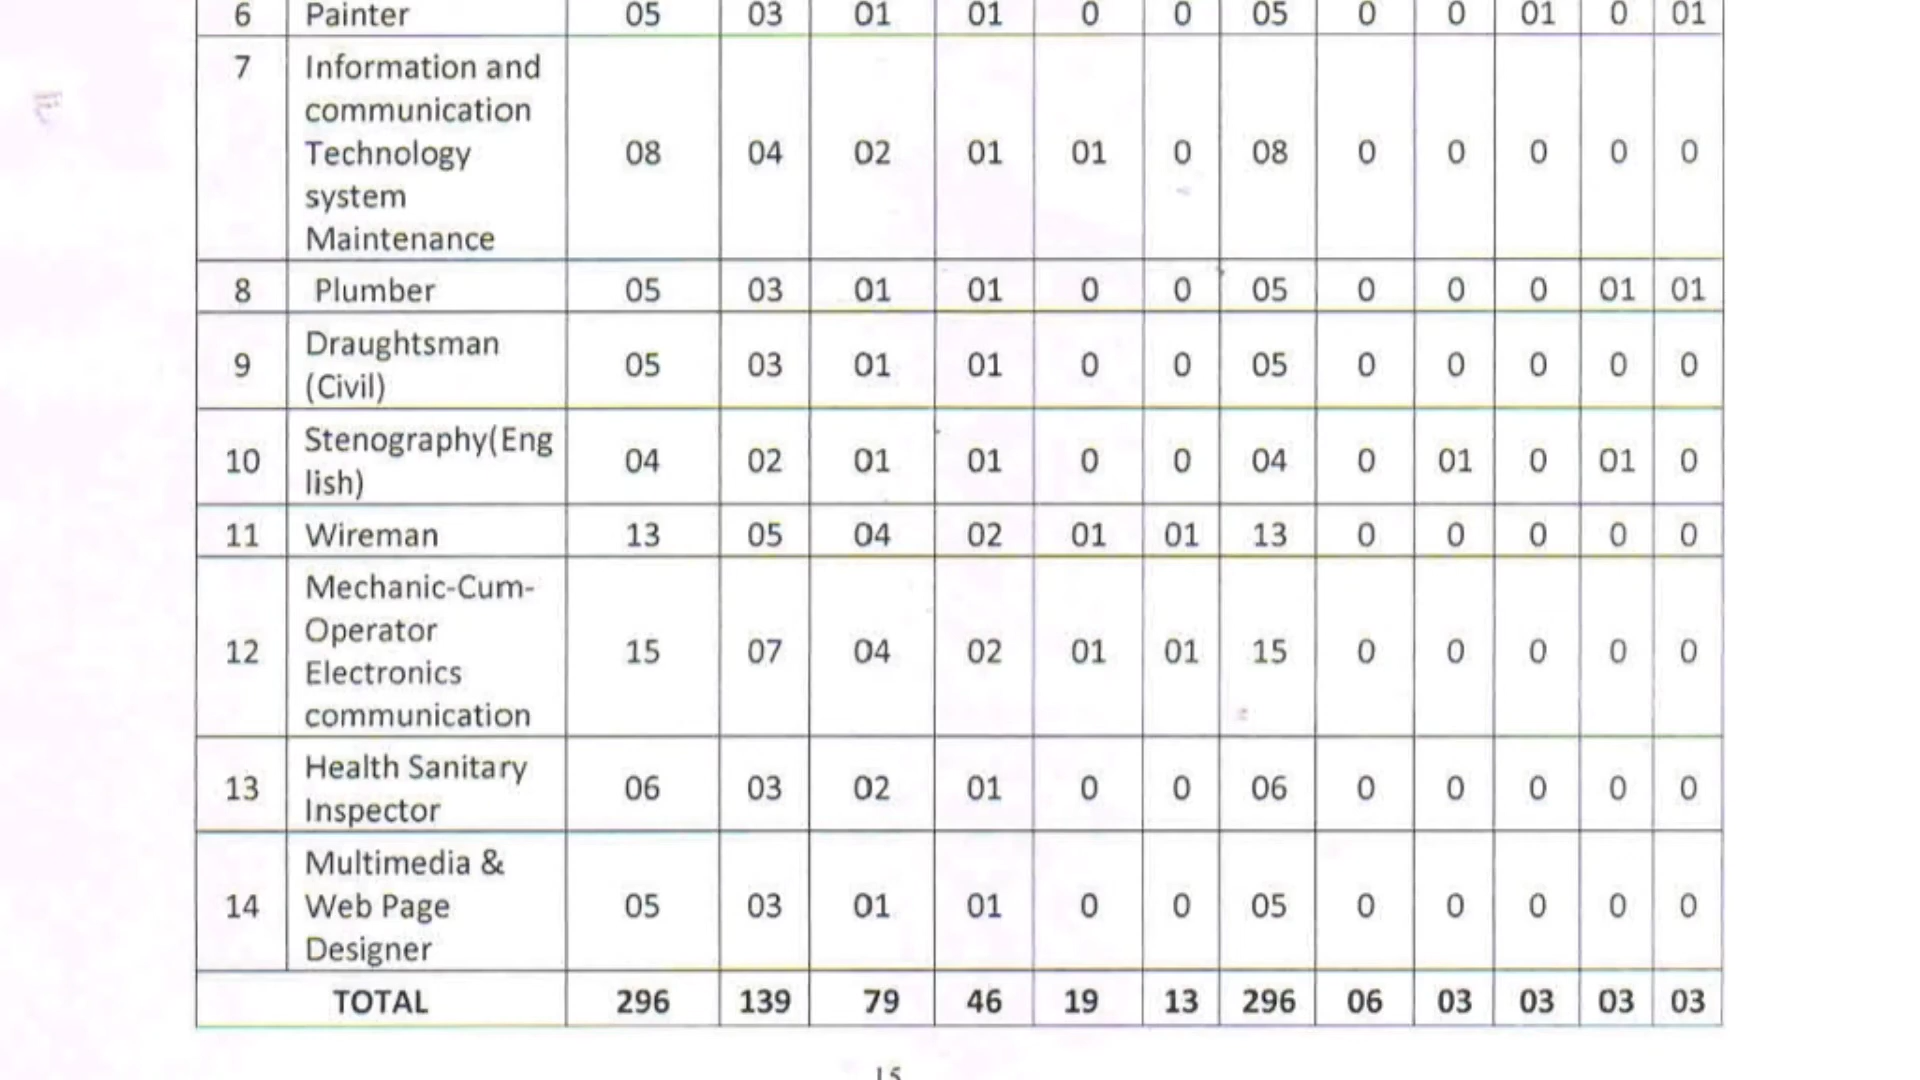 6 Painter 05 03 01 01 0 0 05 0 0 01 0 01
7 Information and
communication
Technology 08 04 02 01 01 0 08 0 0 0 0 0
system
Maintenance
8 Plumber 05 03 01 01 0 0 05 0 0 0 01 01
Draughtsman
9 05 03 01 01 0 0 05 0 0 0 0 0
(Civil)
Stenography(Eng
10 04 02 01 01 0 0 04 0 01 0 01 0
lish)
11 Wireman 13 05 04 02 01 01 13 0 0 0 0 0
Mechanic-Cum-
Operator
12 15 07 04 02 01 01 15 0 0 0 0 0
Electronics
communication
Health Sanitary
13 06 03 02 01 0 0 06 0 0 0 0 0
Inspector
Multimedia &
14 Web Page 05 03 01 01 0 0 05 0 0 0 0 0
Designer
TOTAL 296 139 79 46 19 13 296 06 03 03 03 03
15